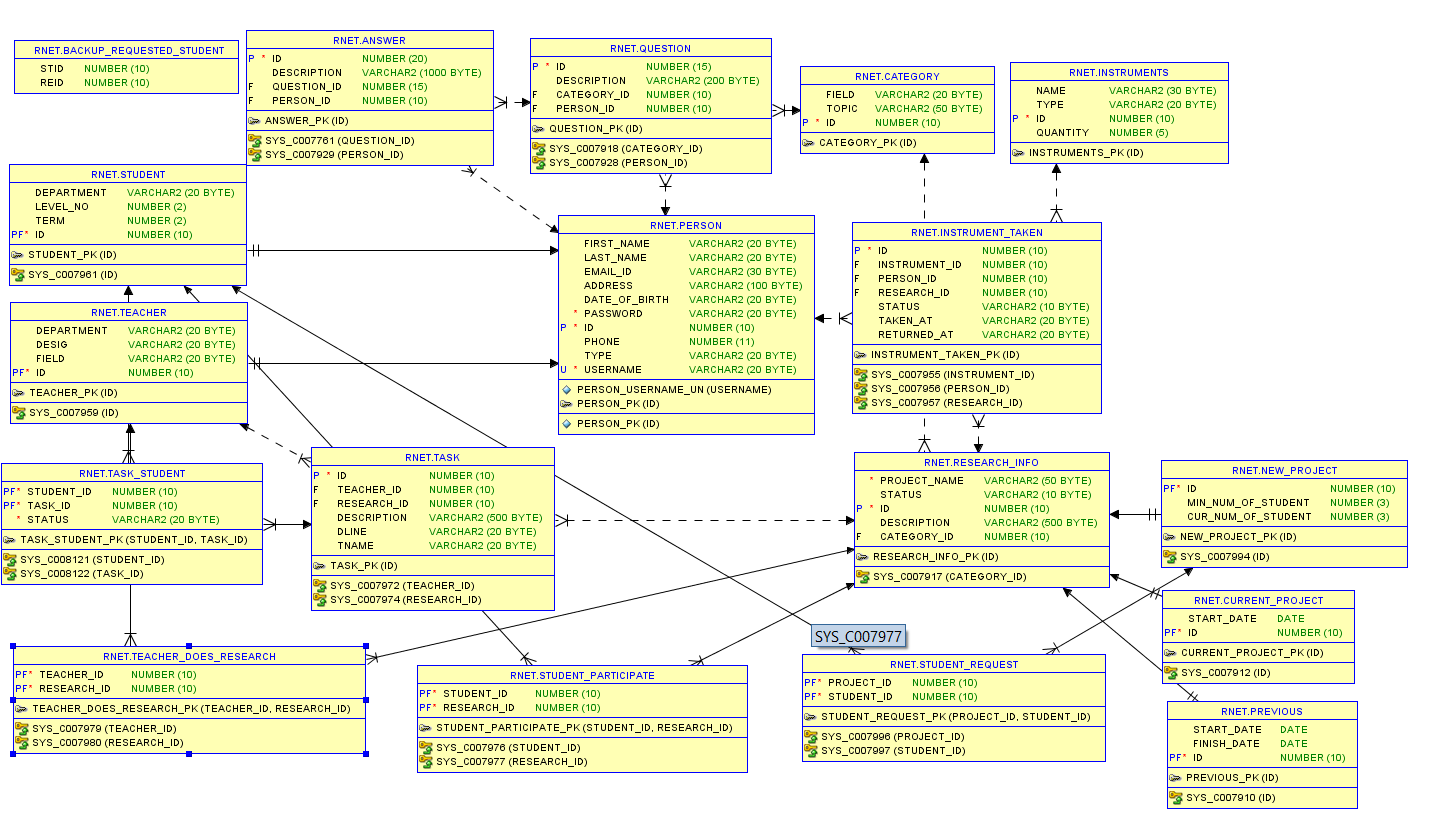 RNET.BACKUP_REQUESTED_STUDENT
STID NUMBER (10)
REID NUMBER (10)
RNET.ANSWER
P * ID NUMBER (20)
DESCRIPTION VARCHAR2 (1000 BYTE)
F QUESTION_ID NUMBER (15)
F PERSON_ID NUMBER (10)
ANSWER_PK (ID)
SYS_C007761 (QUESTION_ID)
SYS_C007929 (PERSON_ID)
RNET.QUESTION
P * ID NUMBER (15)
DESCRIPTION VARCHAR2 (200 BYTE)
F CATEGORY_ID NUMBER (10)
F PERSON_ID NUMBER (10)
QUESTION_PK (ID)
SYS_C007918 (CATEGORY_ID)
SYS_C007928 (PERSON_ID)
RNET.CATEGORY
FIELD VARCHAR2 (20 BYTE)
TOPIC VARCHAR2 (50 BYTE)
P * ID NUMBER (10)
CATEGORY_PK (ID)
RNET.INSTRUMENTS
NAME VARCHAR2 (30 BYTE)
TYPE VARCHAR2 (20 BYTE)
P * ID NUMBER (10)
QUANTITY NUMBER (5)
INSTRUMENTS_PK (ID)
RNET.STUDENT
DEPARTMENT VARCHAR2 (20 BYTE)
LEVEL_NO NUMBER (2)
TERM NUMBER (2)
PF* ID NUMBER (10)
STUDENT_PK (ID)
SYS_C007961 (ID)
RNET.PERSON
FIRST_NAME VARCHAR2 (20 BYTE)
LAST_NAME VARCHAR2 (20 BYTE)
EMAIL_ID VARCHAR2 (30 BYTE)
ADDRESS VARCHAR2 (100 BYTE)
DATE_OF_BIRTH VARCHAR2 (20 BYTE)
* PASSWORD VARCHAR2 (20 BYTE)
P * ID NUMBER (10)
PHONE NUMBER (11)
TYPE VARCHAR2 (20 BYTE)
U * USERNAME VARCHAR2 (20 BYTE)
PERSON_USERNAME_UN (USERNAME)
PERSON_PK (ID)
PERSON_PK (ID)
RNET.INSTRUMENT_TAKEN
P * ID NUMBER (10)
F INSTRUMENT_ID NUMBER (10)
F PERSON_ID NUMBER (10)
F RESEARCH_ID NUMBER (10)
STATUS VARCHAR2 (10 BYTE)
TAKEN_AT VARCHAR2 (20 BYTE)
RETURNED_AT VARCHAR2 (20 BYTE)
INSTRUMENT_TAKEN_PK (ID)
SYS_C007955 (INSTRUMENT_ID)
SYS_C007956 (PERSON_ID)
SYS_C007957 (RESEARCH_ID)
RNET.TEACHER
DEPARTMENT VARCHAR2 (20 BYTE)
DESIG VARCHAR2 (20 BYTE)
FIELD VARCHAR2 (20 BYTE)
PF* ID NUMBER (10)
TEACHER_PK (ID)
SYS_C007959 (ID)
RNET.TASK_STUDENT
PF* STUDENT_ID NUMBER (10)
PF* TASK_ID NUMBER (10)
* STATUS VARCHAR2 (20 BYTE)
TASK_STUDENT_PK (STUDENT_ID, TASK_ID)
SYS_C008121 (STUDENT_ID)
SYS_C008122 (TASK_ID)
RNET.TASK
P * ID NUMBER (10)
F TEACHER_ID NUMBER (10)
F RESEARCH_ID NUMBER (10)
DESCRIPTION VARCHAR2 (500 BYTE)
DLINE VARCHAR2 (20 BYTE)
TNAME VARCHAR2 (20 BYTE)
TASK_PK (ID)
SYS_C007972 (TEACHER_ID)
SYS_C007974 (RESEARCH_ID)
RNET.RESEARCH_INFO
* PROJECT_NAME VARCHAR2 (50 BYTE)
STATUS VARCHAR2 (10 BYTE)
P * ID NUMBER (10)
DESCRIPTION VARCHAR2 (500 BYTE)
F CATEGORY_ID NUMBER (10)
RESEARCH_INFO_PK (ID)
SYS_C007917 (CATEGORY_ID)
RNET.NEW_PROJECT
PF* ID NUMBER (10)
MIN_NUM_OF_STUDENT NUMBER (3)
CUR_NUM_OF_STUDENT NUMBER (3)
NEW_PROJECT_PK (ID)
SYS_C007994 (ID)
RNET.CURRENT_PROJECT
START_DATE DATE
PF* ID NUMBER (10)
CURRENT_PROJECT_PK (ID)
SYS_C007912 (ID)
SYS_C007977
RNET.TEACHER_DOES_RESEARCH
PF* TEACHER_ID NUMBER (10)
PF* RESEARCH_ID NUMBER (10)
TEACHER_DOES_RESEARCH_PK (TEACHER_ID, RESEARCH_ID)
SYS_C007979 (TEACHER_ID)
SYS_C007980 (RESEARCH_ID)
RNET.STUDENT_PARTICIPATE
PF* STUDENT_ID NUMBER (10)
PF* RESEARCH_ID NUMBER (10)
STUDENT_PARTICIPATE_PK (STUDENT_ID, RESEARCH_ID)
SYS_C007976 (STUDENT_ID)
SYS_C007977 (RESEARCH_ID)
RNET.STUDENT_REQUEST
PF* PROJECT_ID NUMBER (10)
PF* STUDENT_ID NUMBER (10)
STUDENT_REQUEST_PK (PROJECT_ID, STUDENT_ID)
SYS_C007996 (PROJECT_ID)
SYS_C007997 (STUDENT_ID)
RNET.PREVIOUS
START_DATE DATE
FINISH_DATE DATE
PF* ID NUMBER (10)
PREVIOUS_PK (ID)
SYS_C007910 (ID)